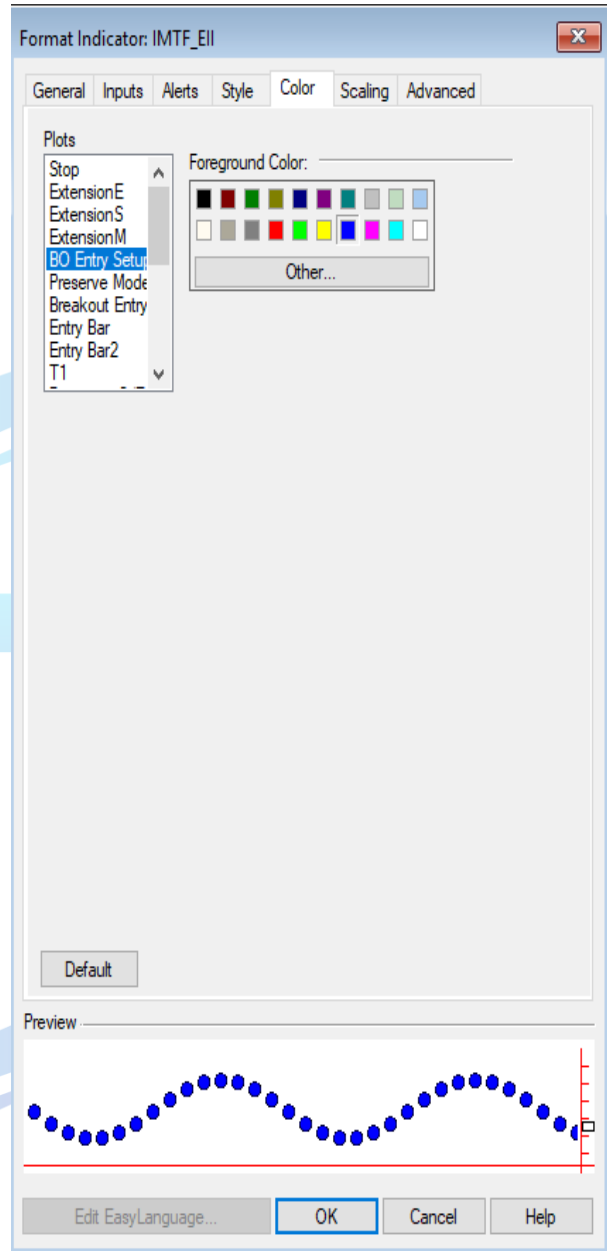 Format Indicator: IMTF_EII
General Inputs Alerts Style Color Scaling Advanced
Plots
Stop
ExtensionE
ExtensionS
ExtensionM
BO Entry Setup
Preserve Mode
Breakout Entry
Entry Bar
Entry Bar2
T1
Foreground Color:
Other...
Default
Preview
Edit EasyLanguage... OK Cancel Help